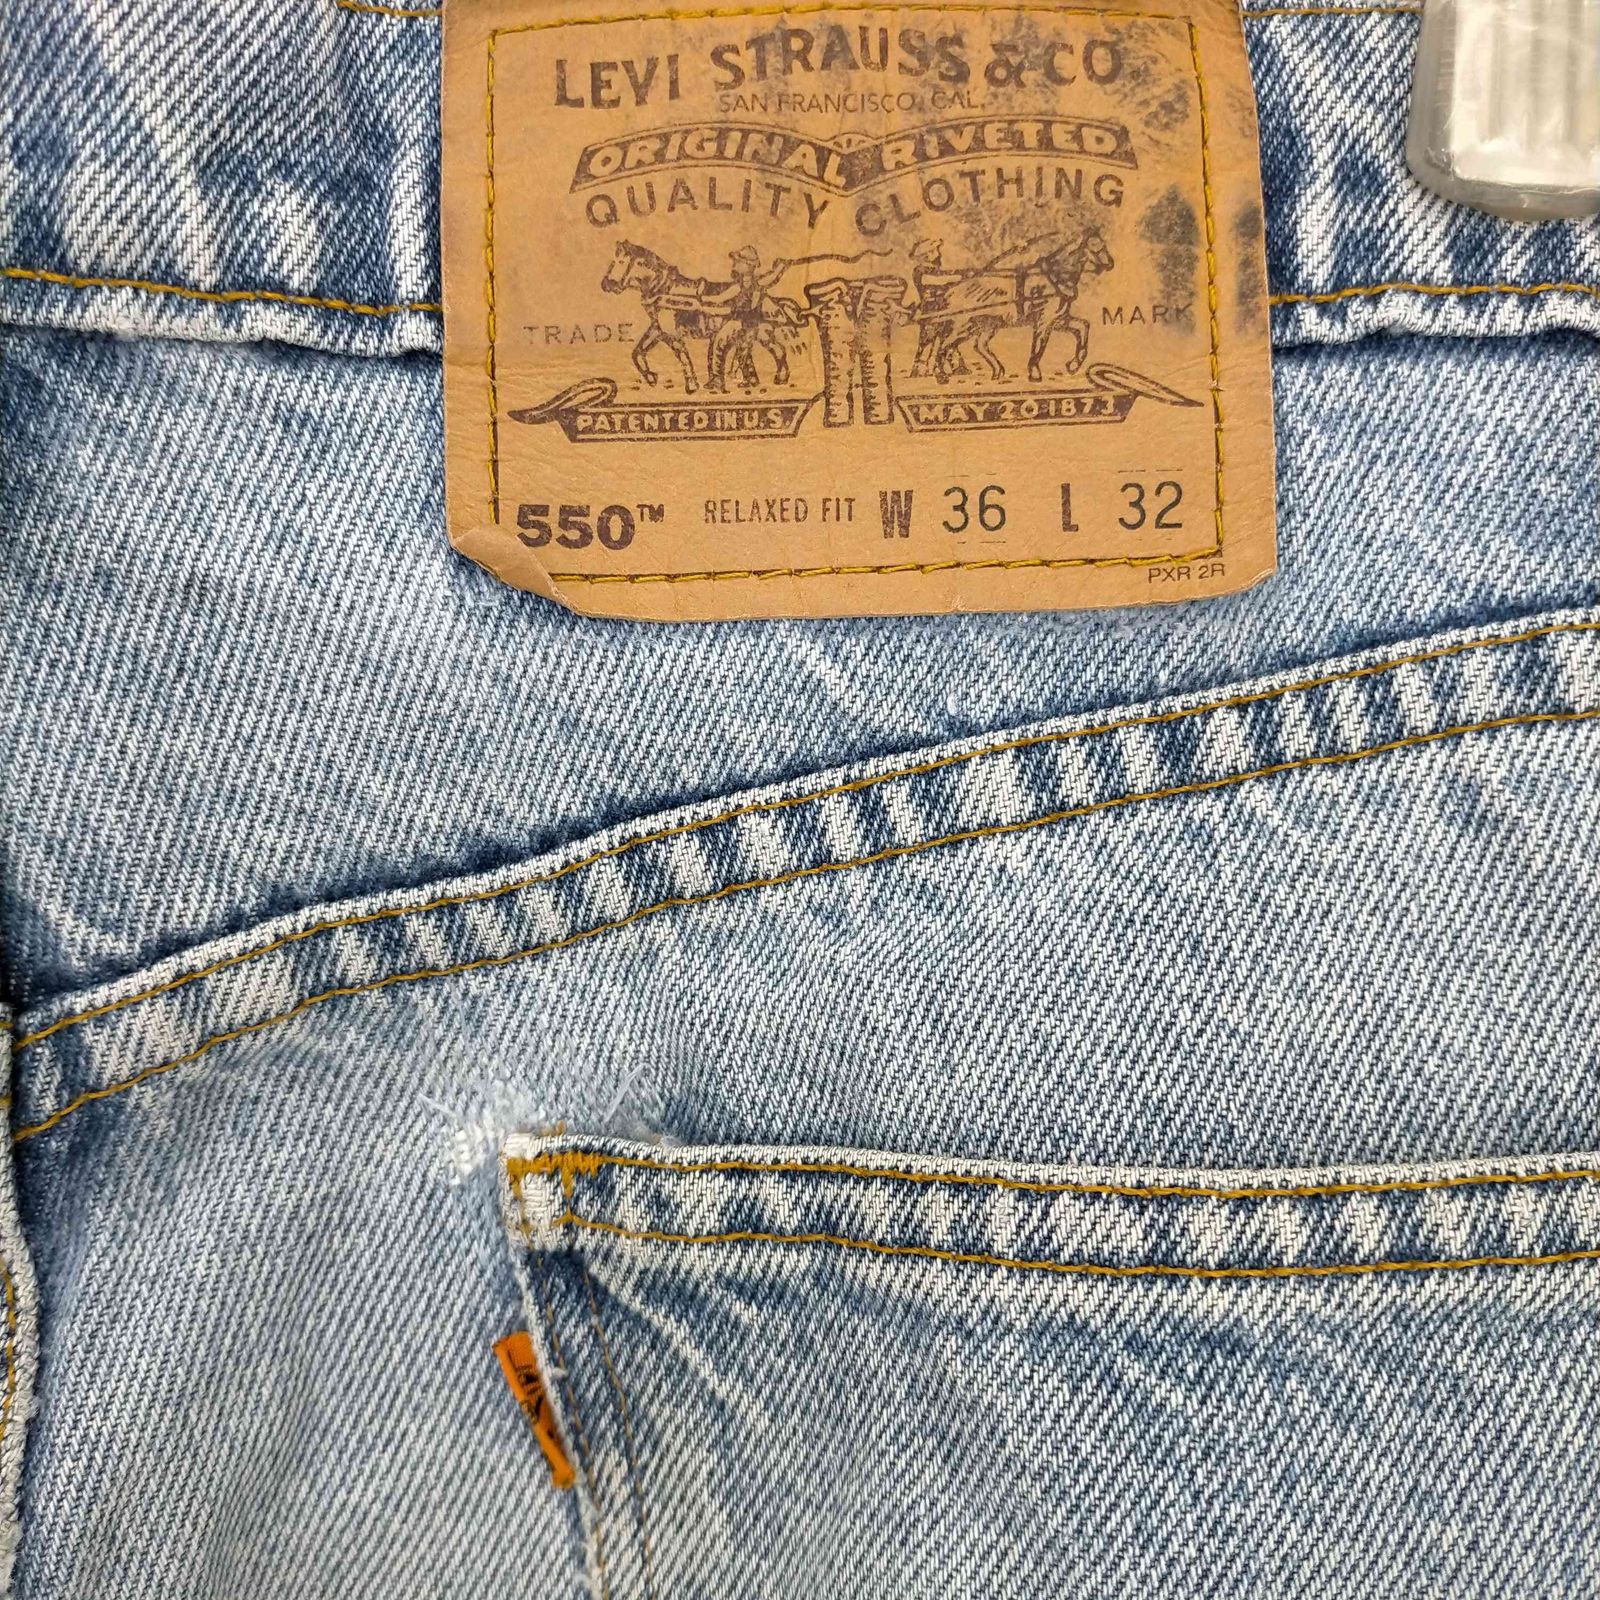 LEVI STRAUSS & CO
SAN FRANCISCO, CAL.
ORIGINAL RIVETED
QUALITY CLOTHING
TRADE MARK
PATENTED IN U.S. MAY 20 1873
550™ RELAXED FIT W 36 L 32
PXR 2R